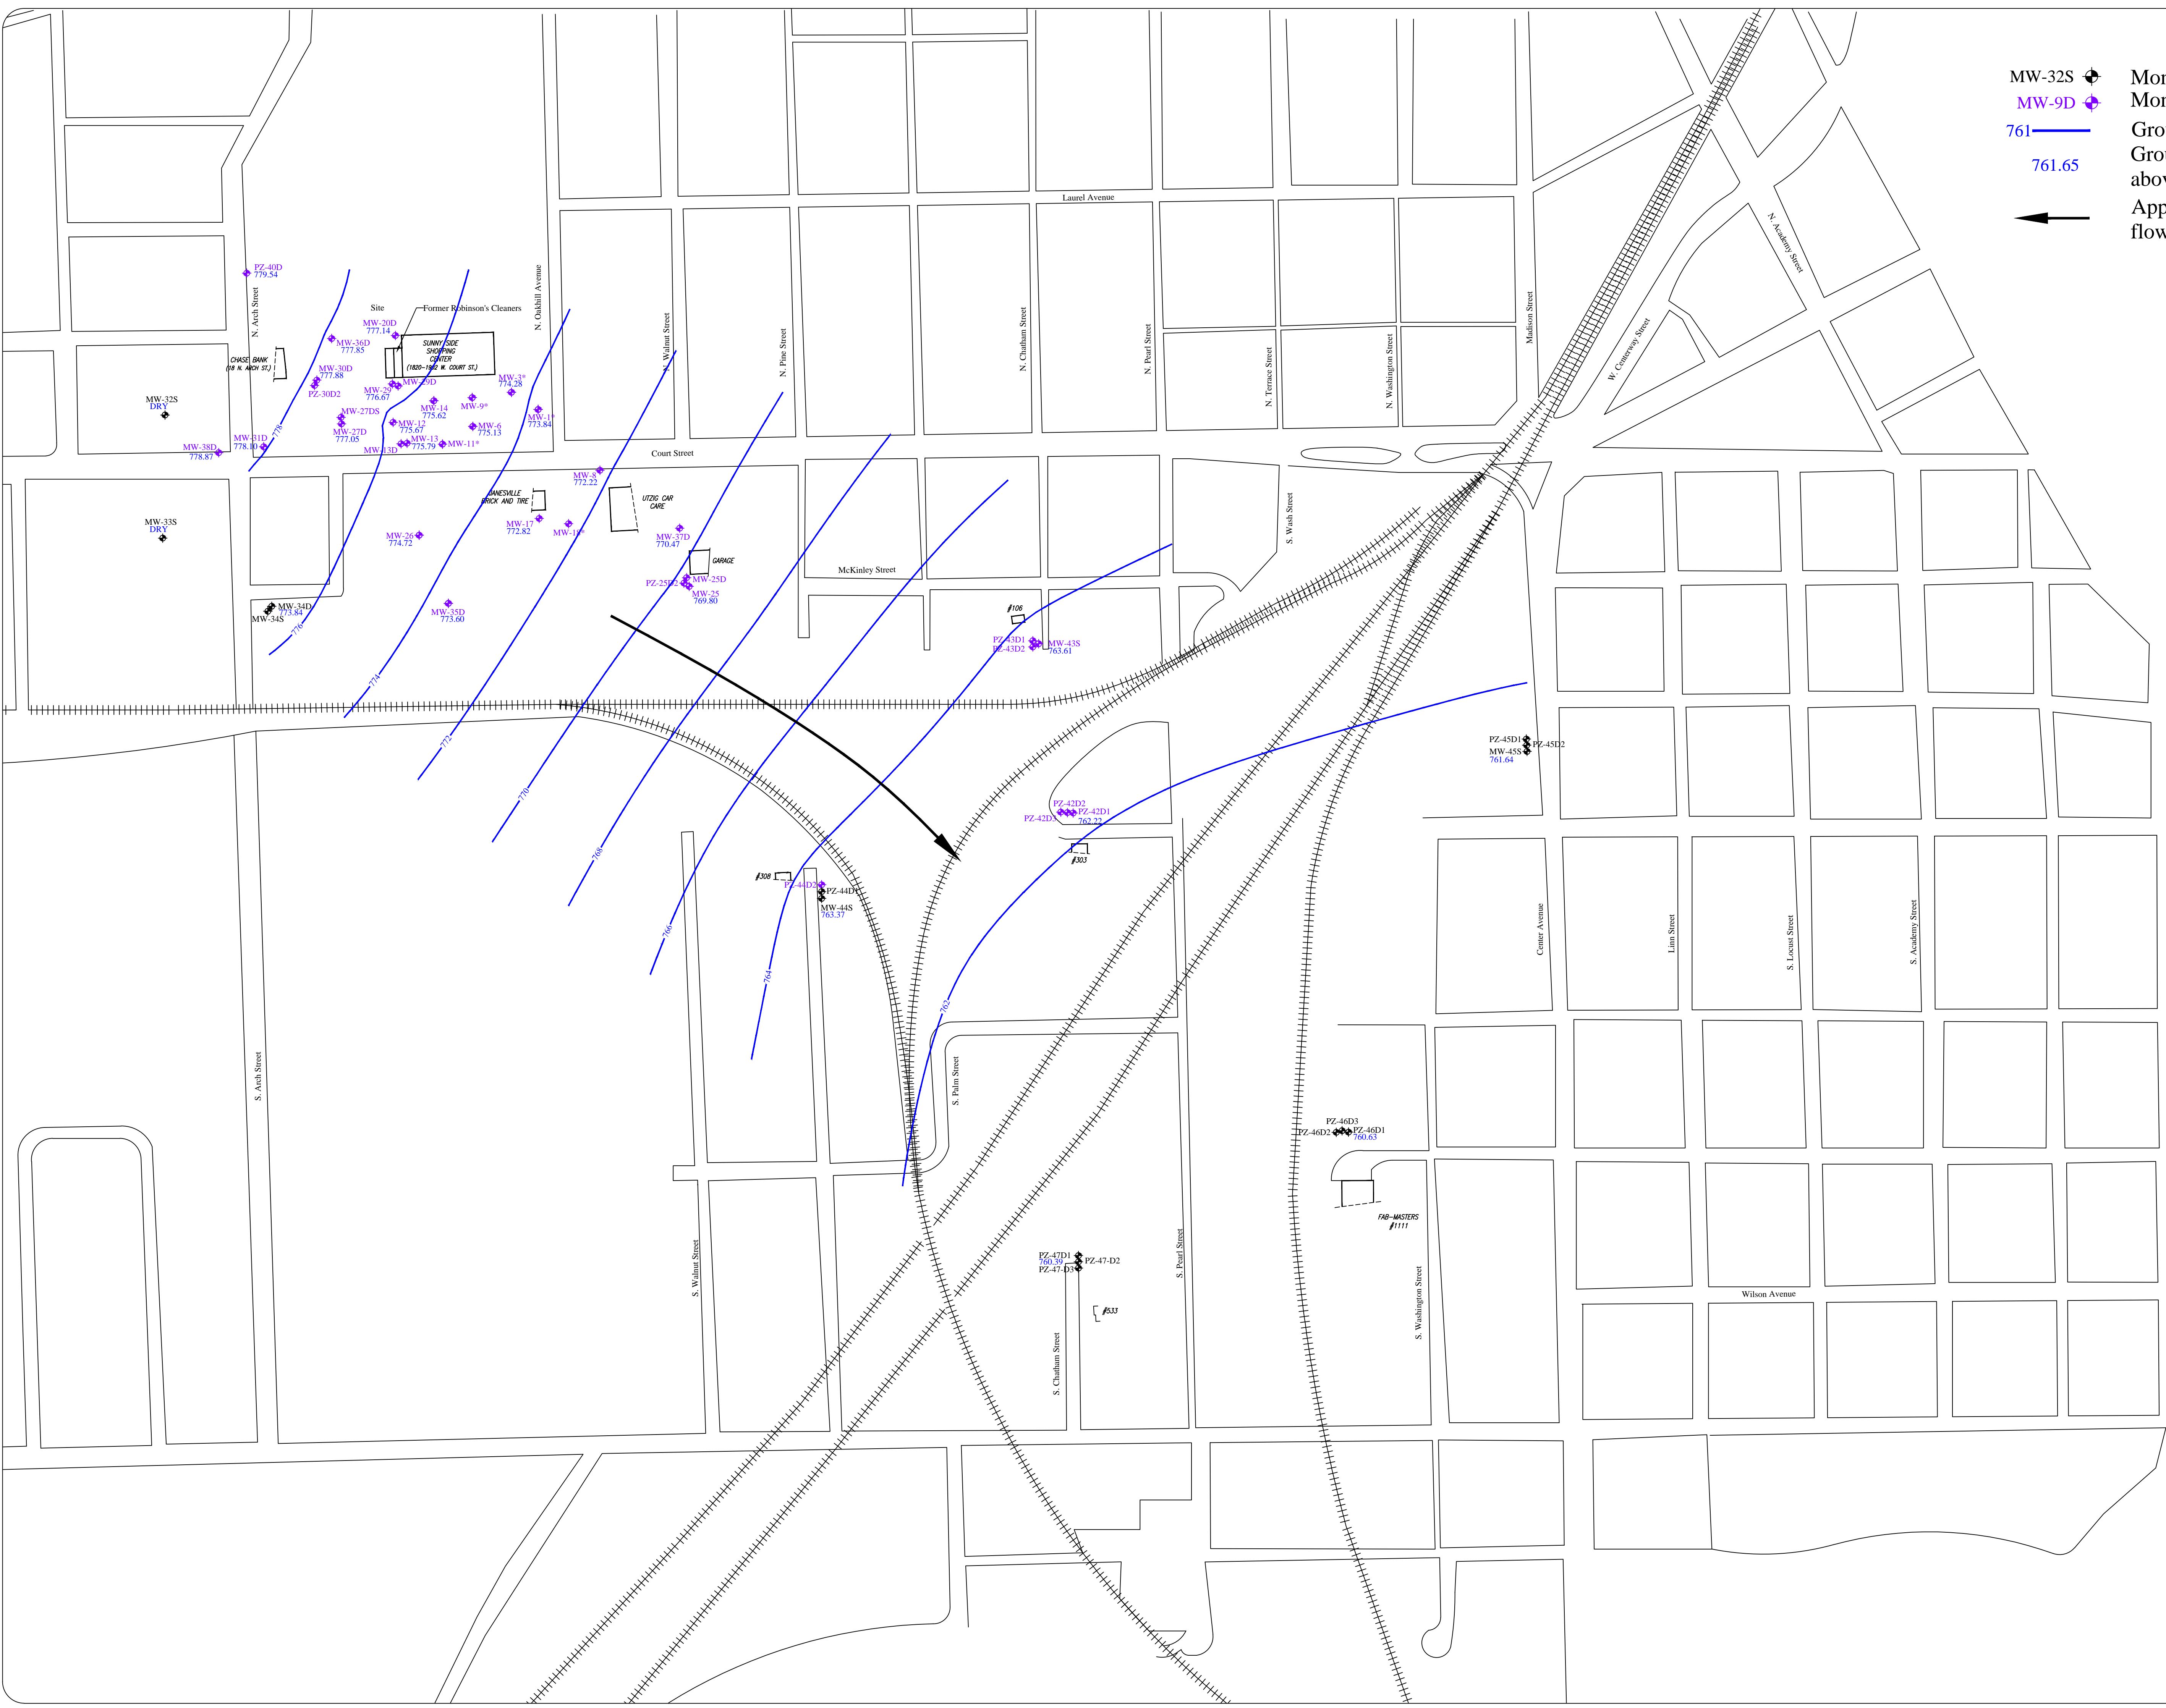 MW-32S
Mon
MW-9D
Mon
761
Gro
761.65
Grou
abov
App
flow
Laurel Avenue
N. Academy Street
PZ-40D
779.54
N. Arch Street
Site
Former Robinson's Cleaners
N. Oakhill Avenue
MW-20D
777.14
MW-36D
777.85
SUNNY SIDE
SHOPPING
CENTER
(1820-1902 W. COURT ST.)
N. Walnut Street
N. Pine Street
N. Chatham Street
N. Pearl Street
N. Terrace Street
N. Washington Street
Madison Street
W. Centerway Street
CHASE BANK
(18 N. ARCH ST.)
MW-30D
777.88
PZ-30D2
MW-29
776.67
MW-29D
MW-3*
774.28
MW-32S
DRY
MW-27DS
MW-27D
777.05
MW-14
775.62
MW-9*
MW-1*
773.84
MW-12
775.67
MW-6
775.13
778
MW-31D
778.10
MW-38D
778.87
MW-13D
MW-13
775.79
MW-11*
Court Street
MW-8
772.22
JANESVILLE
BRICK AND TIRE
UTZIG CAR
CARE
S. Wash Street
MW-33S
DRY
MW-17
772.82
MW-18*
MW-26
774.72
MW-37D
770.47
GARAGE
McKinley Street
PZ-25D2
MW-25D
MW-25
769.80
MW-34D
773.84
MW-34S
776
MW-35D
773.60
#106
PZ-43D1
PZ-43D2
MW-43S
763.61
774
772
PZ-45D1
PZ-45D2
MW-45S
761.64
770
PZ-42D2
PZ-42D3
PZ-42D1
762.22
768
#303
#308
PZ-44D2
PZ-44D1
MW-44S
763.37
766
764
762
Center Avenue
Linn Street
S. Locust Street
S. Academy Street
S. Arch Street
S. Palm Street
PZ-46D3
PZ-46D2
PZ-46D1
760.63
FAB-MASTERS
#1111
S. Walnut Street
PZ-47D1
760.39
PZ-47-D2
PZ-47-D3
S. Pearl Street
#533
S. Chatham Street
S. Washington Street
Wilson Avenue